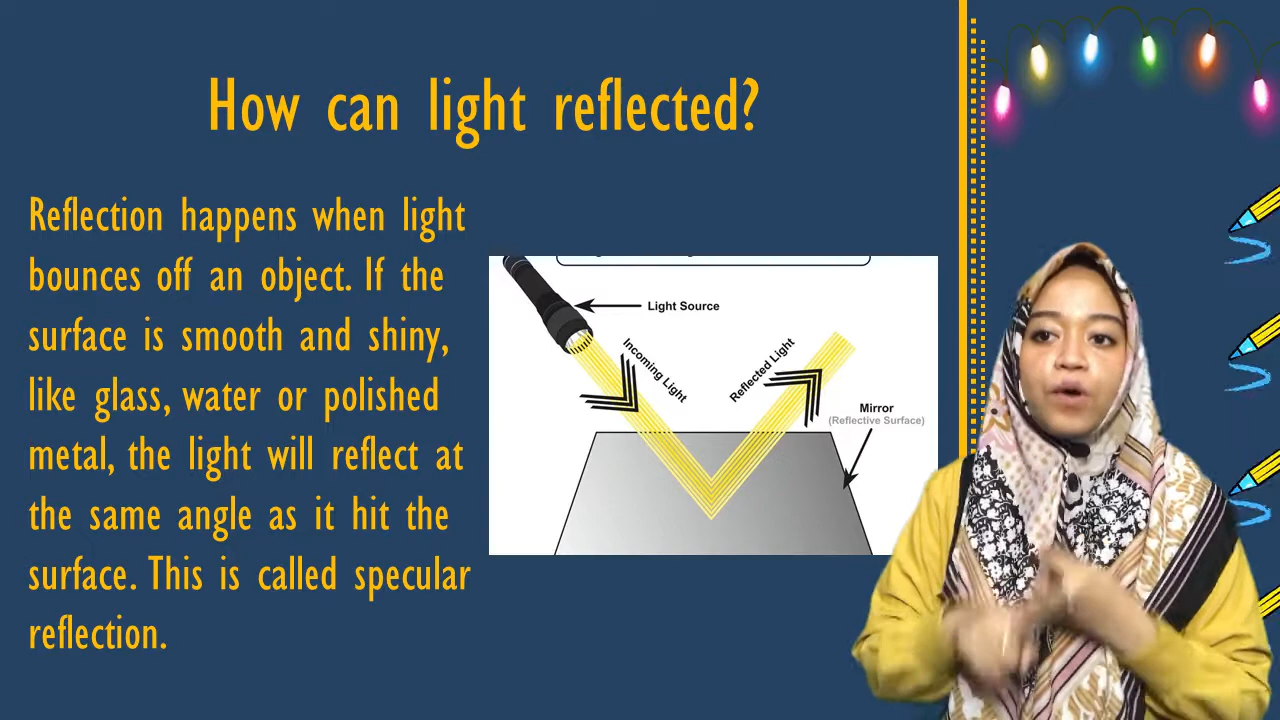 How can light reflected?
Reflection happens when light
bounces off an object. If the
surface is smooth and shiny,
like glass, water or polished
metal, the light will reflect at
the same angle as it hit the
surface. This is called specular
reflection.
Light Source
Incoming Light
Reflected Light
Mirror
(Reflective Surface)